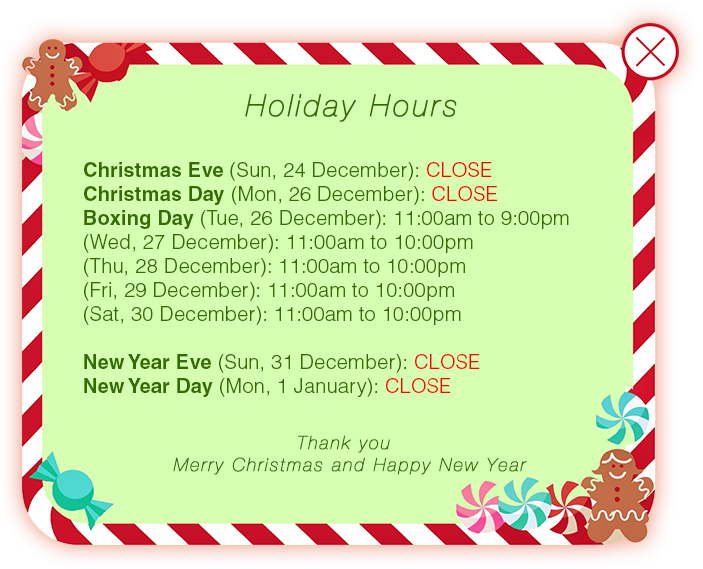 Holiday Hours
Christmas Eve (Sun, 24 December): CLOSE
Christmas Day (Mon, 26 December): CLOSE
Boxing Day (Tue, 26 December): 11:00am to 9:00pm
(Wed, 27 December): 11:00am to 10:00pm
(Thu, 28 December): 11:00am to 10:00pm
(Fri, 29 December): 11:00am to 10:00pm
(Sat, 30 December): 11:00am to 10:00pm
New Year Eve (Sun, 31 December): CLOSE
New Year Day (Mon, 1 January): CLOSE
Thank you
Merry Christmas and Happy New Year